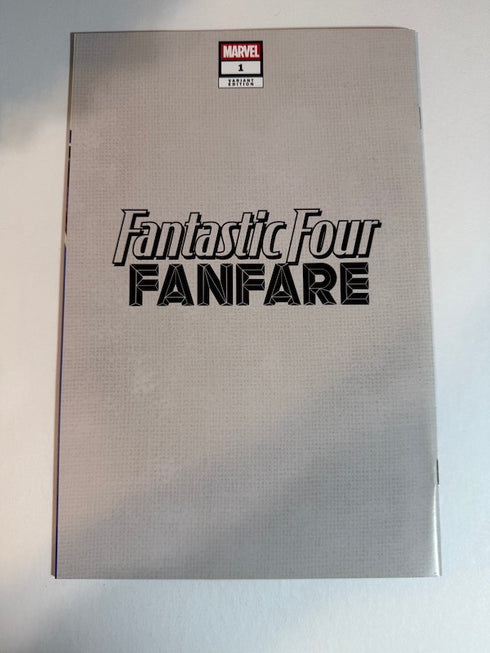 MARVEL
1
VARIANT
EDITION
Fantastic Four
FANFARE